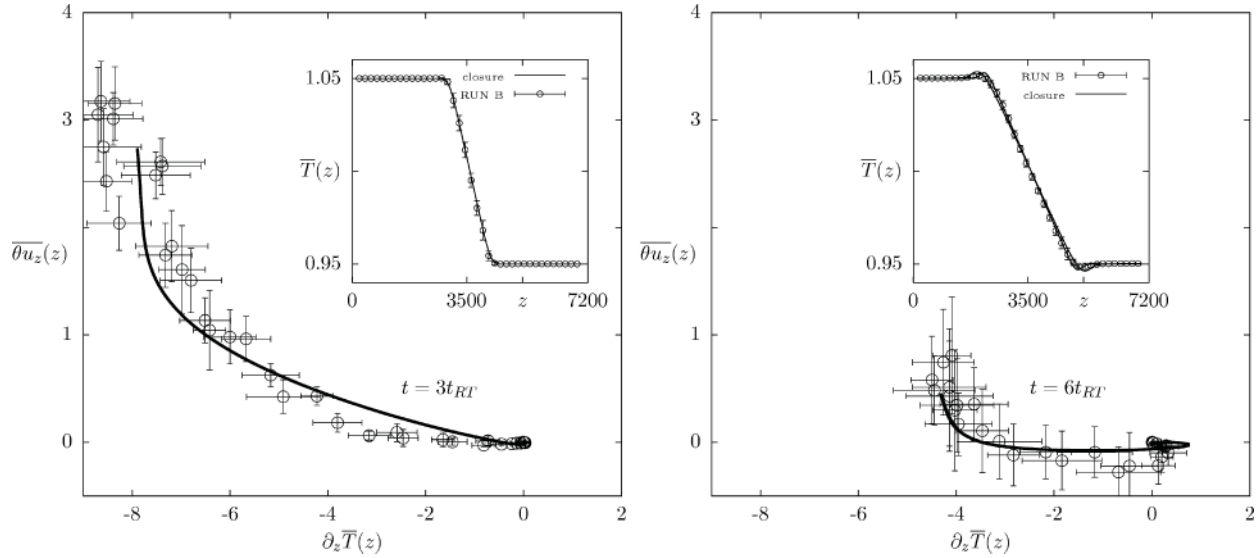 4
3
2
1
0
-8
-6
-4
-2
0
2
θu_z(z)
∂_zT(z)
t = 3t_RT
1.05
0.95
T(z)
0
3500
z
7200
closure
RUN B
4
3
2
1
0
-8
-6
-4
-2
0
2
θu_z(z)
∂_zT(z)
t = 6t_RT
1.05
0.95
T(z)
0
3500
z
7200
RUN B
closure